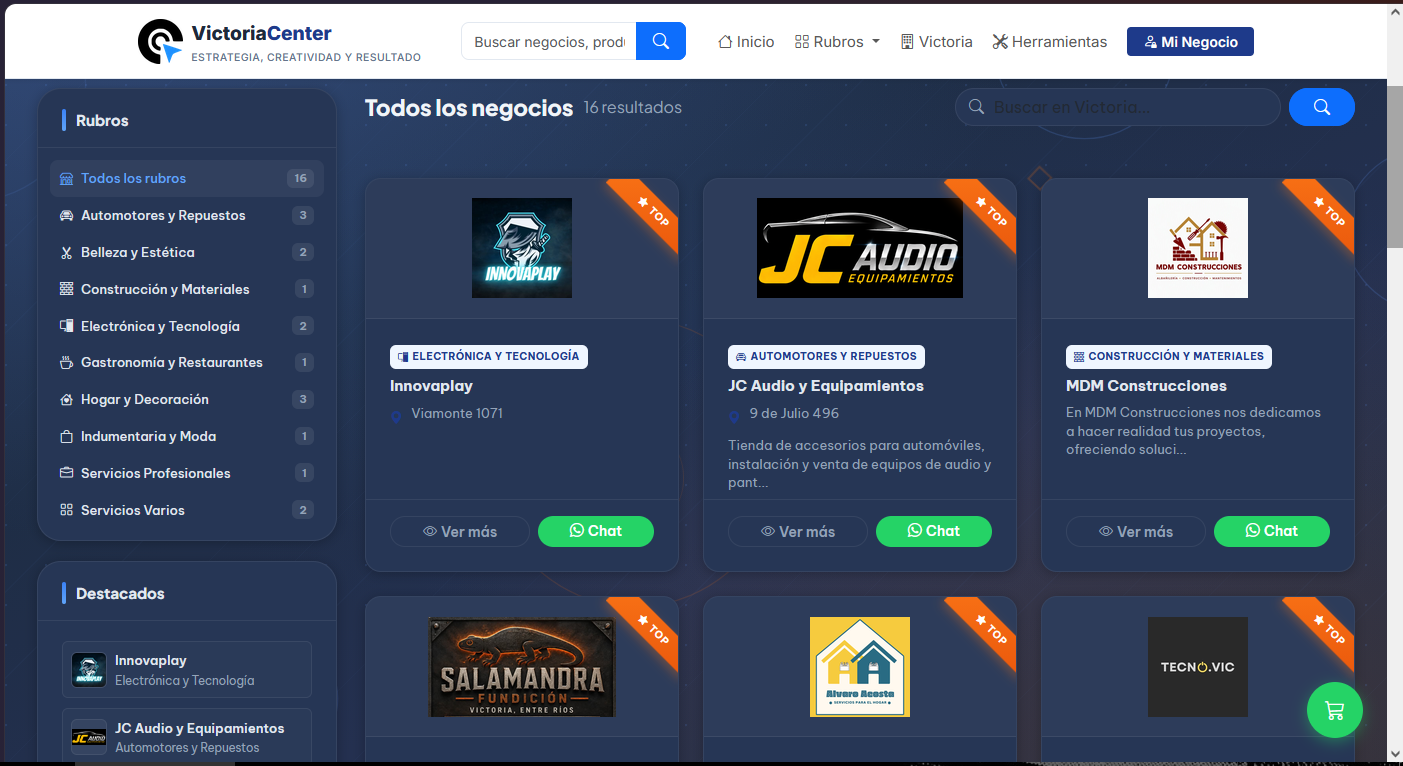 VictoriaCenter
ESTRATEGIA, CREATIVIDAD Y RESULTADO
Buscar negocios, produ
Inicio
Rubros
Victoria
Herramientas
Mi Negocio
Rubros
Todos los rubros 16
Automotores y Repuestos 3
Belleza y Estética 2
Construcción y Materiales 1
Electrónica y Tecnología 2
Gastronomía y Restaurantes 1
Hogar y Decoración 3
Indumentaria y Moda 1
Servicios Profesionales 1
Servicios Varios 2
Destacados
Innovaplay
Electrónica y Tecnología
JC Audio y Equipamientos
Automotores y Repuestos
Todos los negocios 16 resultados
Buscar en Victoria...
TOP
INNOVAPLAY
ELECTRÓNICA Y TECNOLOGÍA
Innovaplay
Viamonte 1071
Ver más
Chat
TOP
JC AUDIO
EQUIPAMIENTOS
AUTOMOTORES Y REPUESTOS
JC Audio y Equipamientos
9 de Julio 496
Tienda de accesorios para automóviles,
instalación y venta de equipos de audio y
pant...
Ver más
Chat
TOP
MDM CONSTRUCCIONES
ALBAÑILERIA - CONSTRUCCIÓN - MANTENIMIENTOS
CONSTRUCCIÓN Y MATERIALES
MDM Construcciones
En MDM Construcciones nos dedicamos
a hacer realidad tus proyectos,
ofreciendo soluci...
Ver más
Chat
TOP
SALAMANDRA
FUNDICIÓN
VICTORIA, ENTRE RÍOS
TOP
Alvaro Acosta
SERVICIOS PARA EL HOGAR
TOP
TECNO.VIC